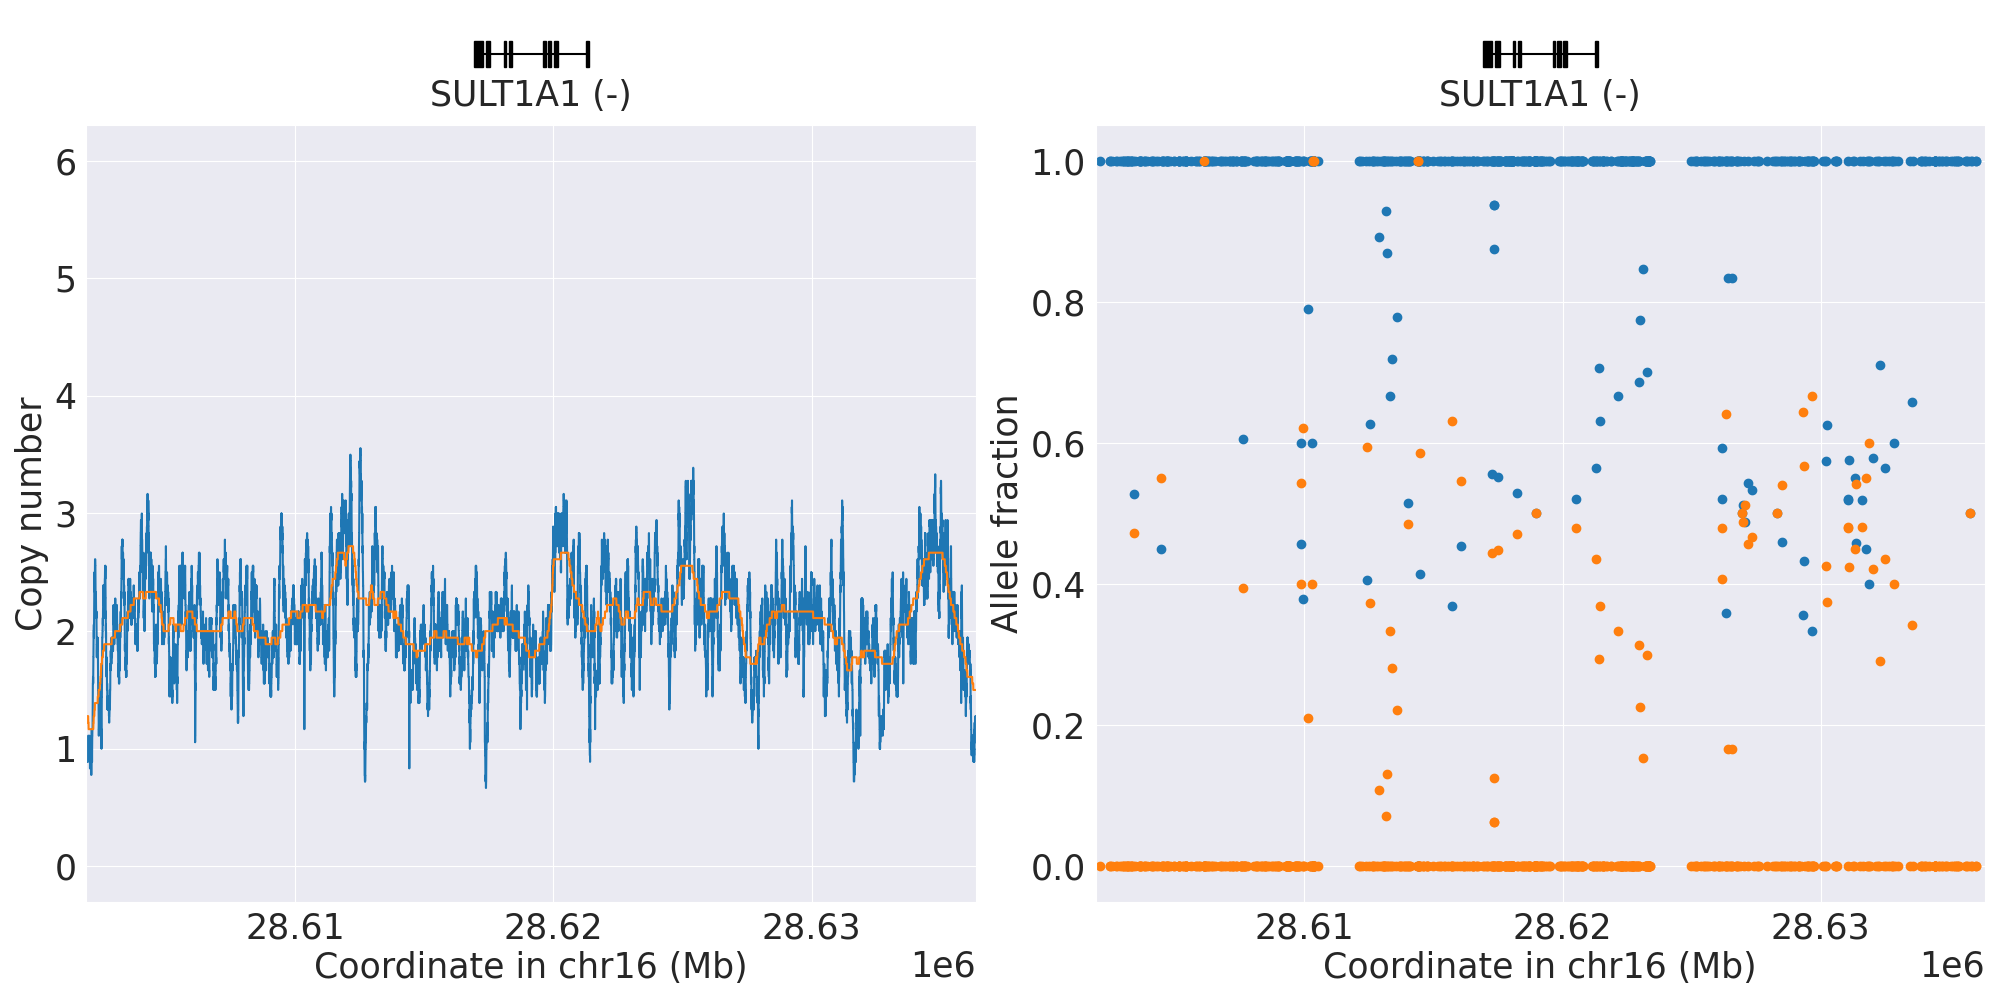 SULT1A1 (-)
6
5
4
3
2
1
0
Copy number
28.61
28.62
28.63
Coordinate in chr16 (Mb)
1e6
SULT1A1 (-)
1.0
0.8
0.6
0.4
0.2
0.0
Allele fraction
28.61
28.62
28.63
Coordinate in chr16 (Mb)
1e6